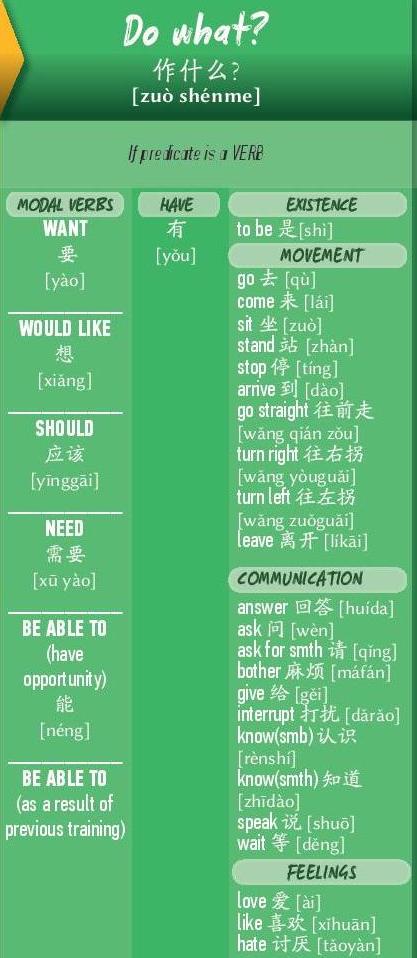 Do what?
作什么?
[zuò shénme]
If predicate is a VERB
MODAL VERBS
WANT
要
[yào]
WOULD LIKE
想
[xiǎng]
SHOULD
应该
[yīnggāi]
NEED
需要
[xū yào]
BE ABLE TO
(have
opportunity)
能
[néng]
BE ABLE TO
(as a result of
previous training)
HAVE
有
[yǒu]
EXISTENCE
to be 是[shì]
MOVEMENT
go 去 [qù]
come 来 [lái]
sit 坐 [zuò]
stand 站 [zhàn]
stop 停 [tíng]
arrive 到 [dào]
go straight 往前走
[wǎng qián zǒu]
turn right 往右拐
[wǎng yòuguǎi]
turn left 往左拐
[wǎng zuǒguǎi]
leave 离开 [líkāi]
COMMUNICATION
answer 回答 [huída]
ask 问 [wèn]
ask for smth 请 [qǐng]
bother 麻烦 [máfán]
give 给 [gěi]
interrupt 打扰 [dǎrǎo]
know(smb) 认识
[rènshí]
know(smth) 知道
[zhīdào]
speak 说 [shuō]
wait 等 [děng]
FEELINGS
love 爱 [ài]
like 喜欢 [xǐhuān]
hate 讨厌 [tǎoyàn]